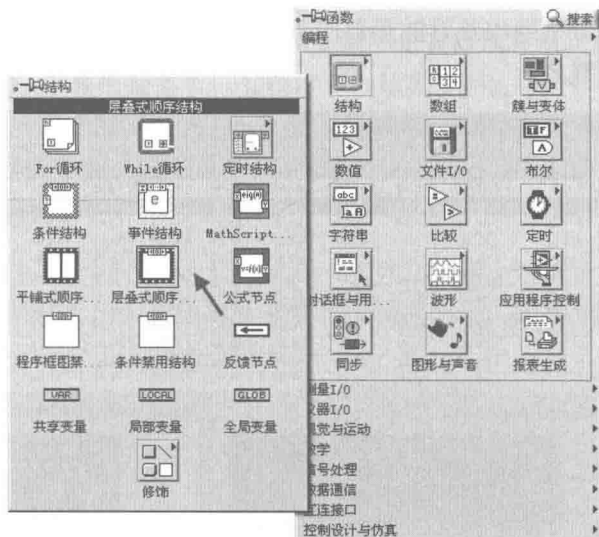 函数
搜索
编程
结构
数组
簇与变体
数值
文件I/O
布尔
字符串
比较
定时
对话框与用...
波形
应用程序控制
同步
图形与声音
报表生成
测量I/O
仪器I/O
视觉与运动
数学
信号处理
数据通信
互连接口
控制设计与仿真
结构
层叠式顺序结构
For循环
While循环
定时结构
条件结构
事件结构
MathScript...
平铺式顺序...
层叠式顺序...
公式节点
程序框图禁...
条件禁用结构
反馈节点
VAR
LOCAL
GLOB
共享变量
局部变量
全局变量
修饰